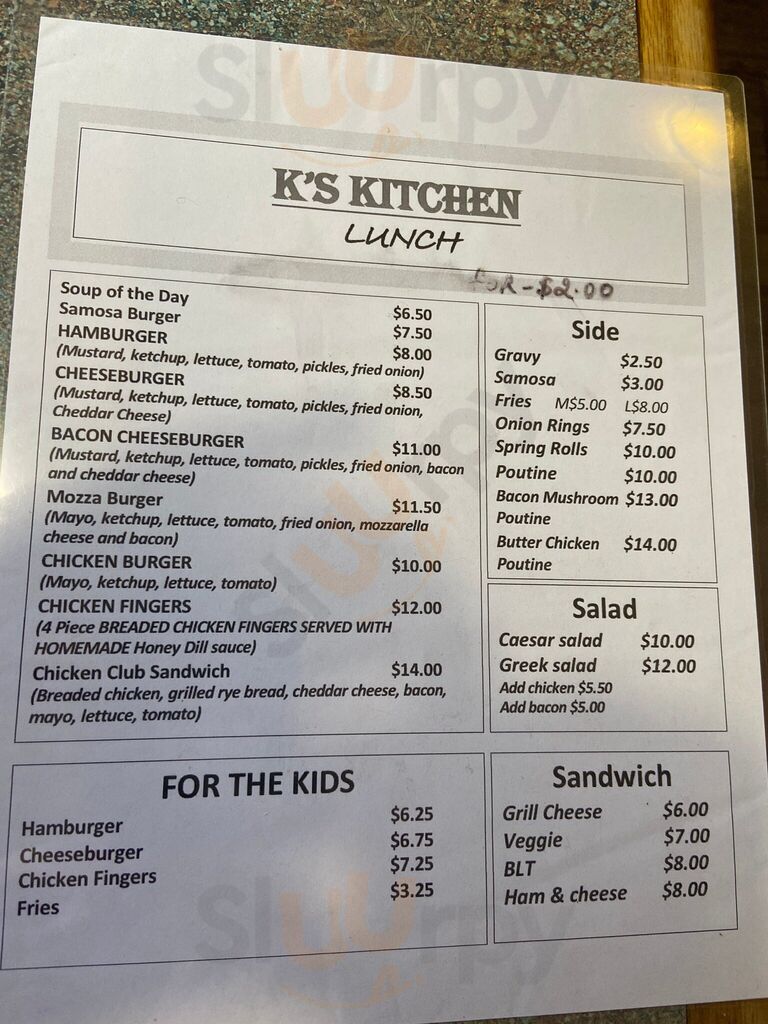 K'S KITCHEN
LUNCH
FOR - $2.00
Soup of the Day $6.50
Samosa Burger $7.50
HAMBURGER $8.00
(Mustard, ketchup, lettuce, tomato, pickles, fried onion)
CHEESEBURGER $8.50
(Mustard, ketchup, lettuce, tomato, pickles, fried onion,
Cheddar Cheese)
BACON CHEESEBURGER $11.00
(Mustard, ketchup, lettuce, tomato, pickles, fried onion, bacon
and cheddar cheese)
Mozza Burger $11.50
(Mayo, ketchup, lettuce, tomato, fried onion, mozzarella
cheese and bacon)
CHICKEN BURGER $10.00
(Mayo, ketchup, lettuce, tomato)
CHICKEN FINGERS $12.00
(4 Piece BREADED CHICKEN FINGERS SERVED WITH
HOMEMADE Honey Dill sauce)
Chicken Club Sandwich $14.00
(Breaded chicken, grilled rye bread, cheddar cheese, bacon,
mayo, lettuce, tomato)
Side
Gravy $2.50
Samosa $3.00
Fries M$5.00 L$8.00
Onion Rings $7.50
Spring Rolls $10.00
Poutine $10.00
Bacon Mushroom $13.00
Poutine
Butter Chicken $14.00
Poutine
Salad
Caesar salad $10.00
Greek salad $12.00
Add chicken $5.50
Add bacon $5.00
FOR THE KIDS
Hamburger $6.25
Cheeseburger $6.75
Chicken Fingers $7.25
Fries $3.25
Sandwich
Grill Cheese $6.00
Veggie $7.00
BLT $8.00
Ham & cheese $8.00
Slurpy
Slurpy
Slurpy